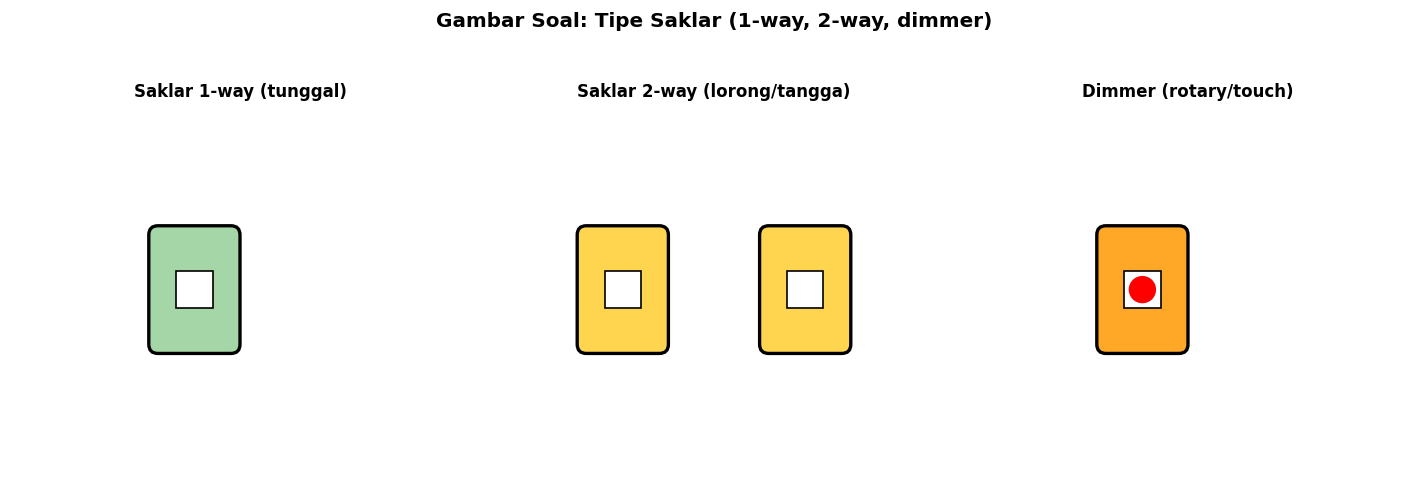 Gambar Soal: Tipe Saklar (1-way, 2-way, dimmer)
Saklar 1-way (tunggal)
Saklar 2-way (lorong/tangga)
Dimmer (rotary/touch)